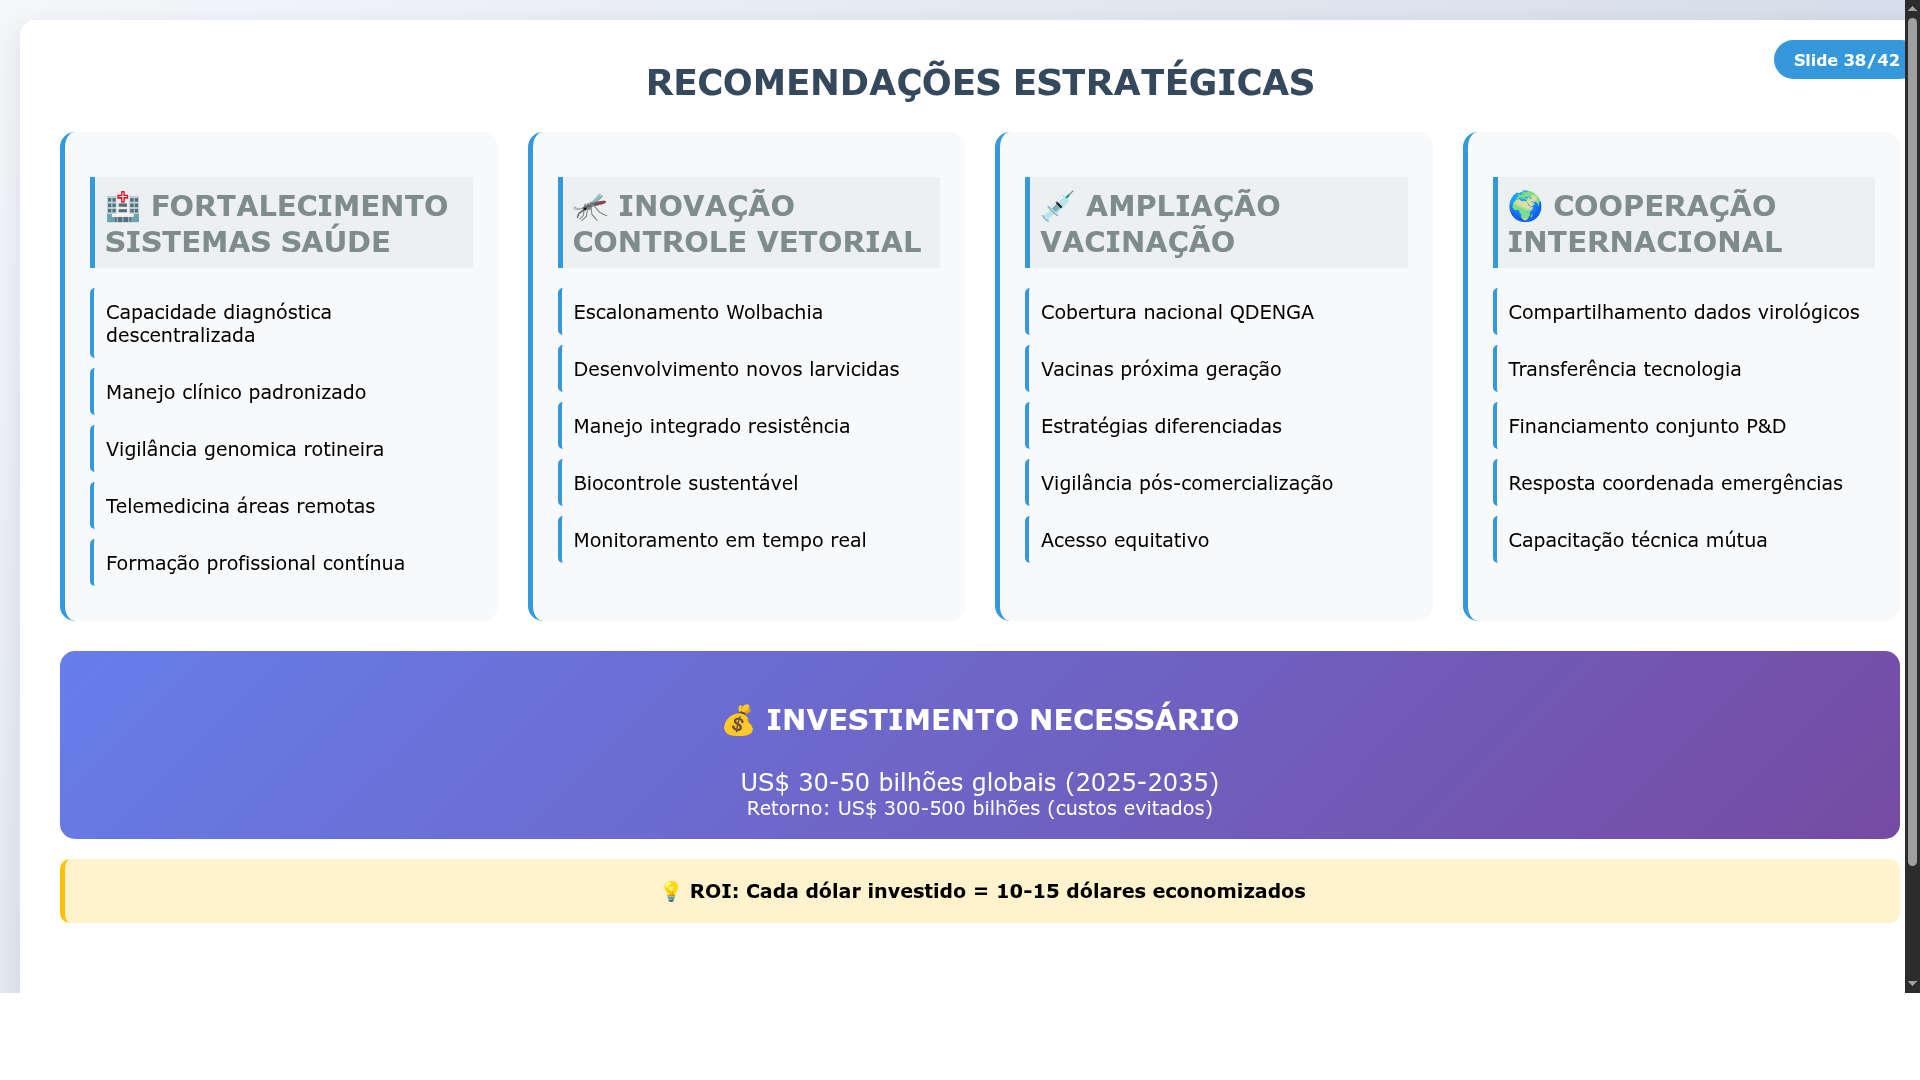 Slide 38/42
RECOMENDAÇÕES ESTRATÉGICAS
🏥 FORTALECIMENTO
SISTEMAS SAÚDE
Capacidade diagnóstica
descentralizada
Manejo clínico padronizado
Vigilância genomica rotineira
Telemedicina áreas remotas
Formação profissional contínua
🦟 INOVAÇÃO
CONTROLE VETORIAL
Escalonamento Wolbachia
Desenvolvimento novos larvicidas
Manejo integrado resistência
Biocontrole sustentável
Monitoramento em tempo real
💉 AMPLIAÇÃO
VACINAÇÃO
Cobertura nacional QDENGA
Vacinas próxima geração
Estratégias diferenciadas
Vigilância pós-comercialização
Acesso equitativo
🌍 COOPERAÇÃO
INTERNACIONAL
Compartilhamento dados virológicos
Transferência tecnologia
Financiamento conjunto P&D
Resposta coordenada emergências
Capacitação técnica mútua
💰 INVESTIMENTO NECESSÁRIO
US$ 30-50 bilhões globais (2025-2035)
Retorno: US$ 300-500 bilhões (custos evitados)
💡 ROI: Cada dólar investido = 10-15 dólares economizados